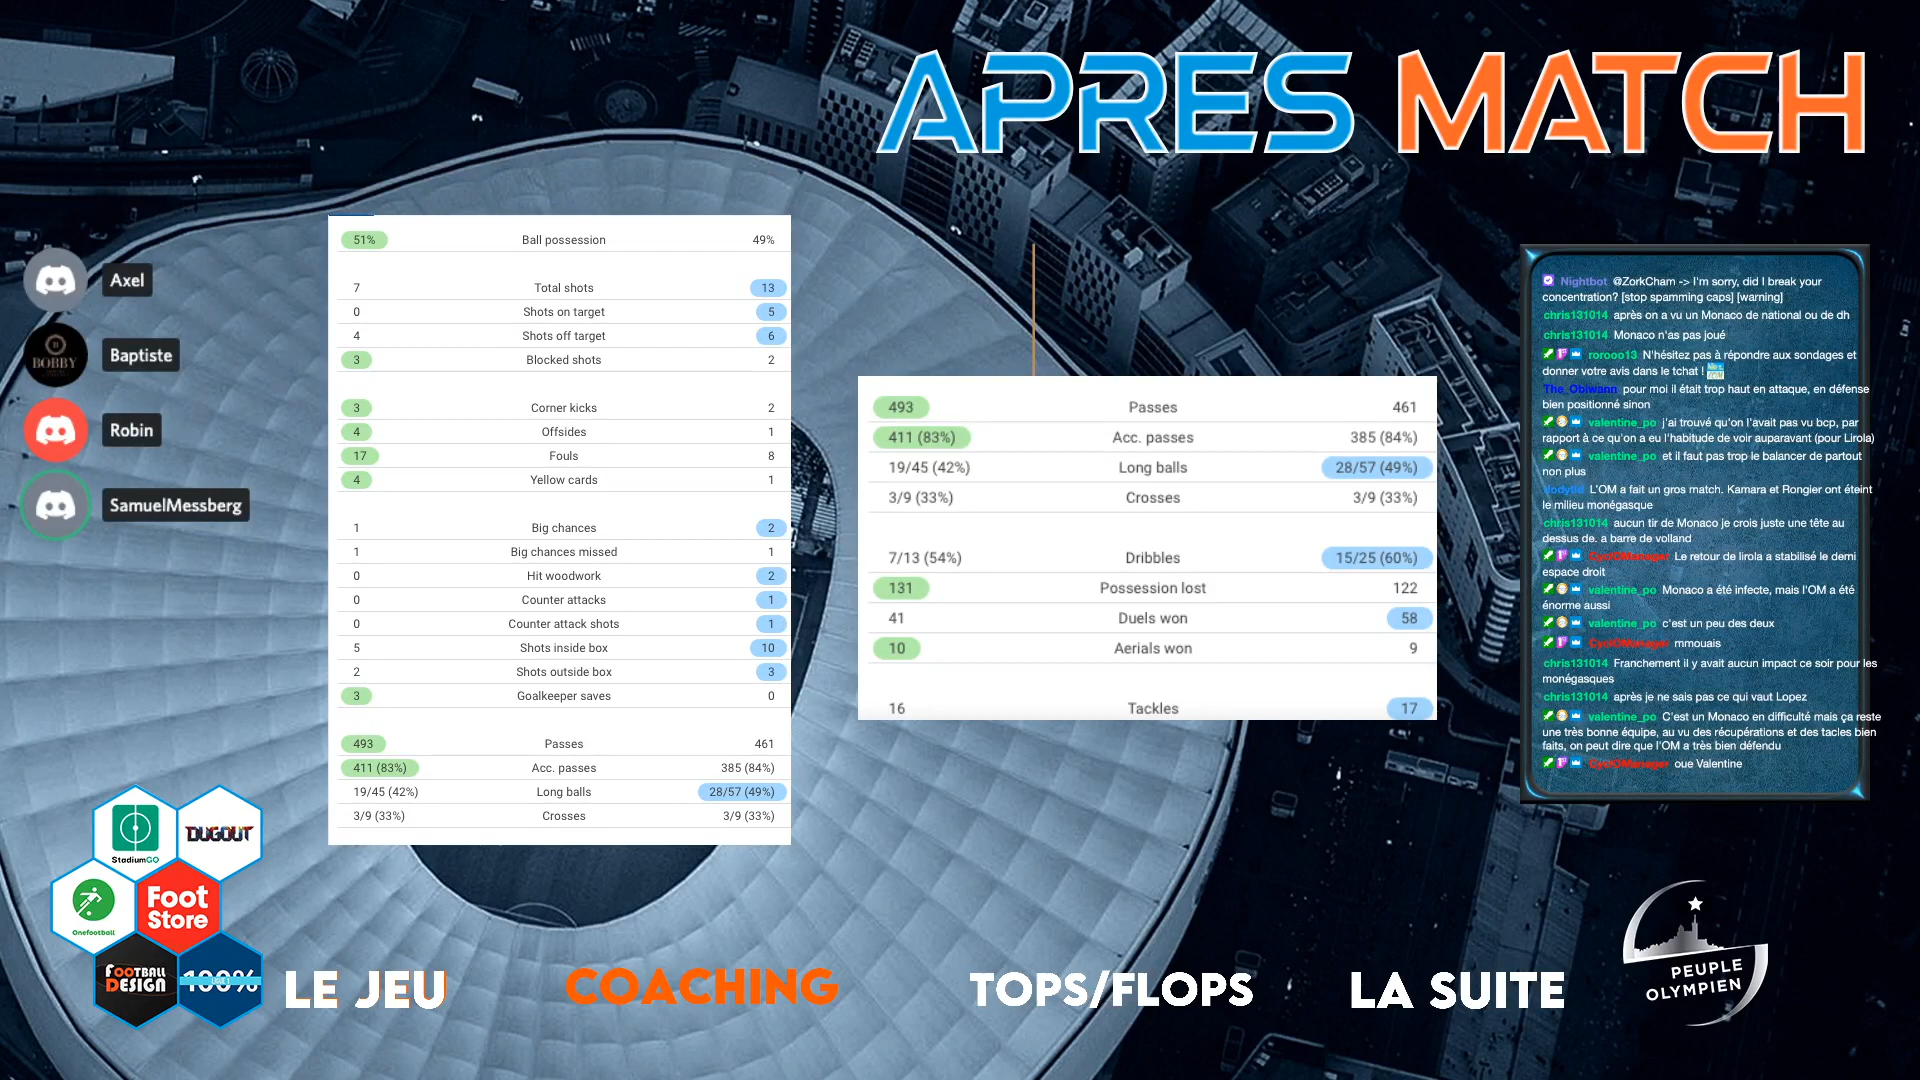 APRES MATCH
Axel
Baptiste
Robin
SamuelMessberg
BOBBY
51% Ball possession 49%
7 Total shots 13
0 Shots on target 5
4 Shots off target 6
3 Blocked shots 2
3 Corner kicks 2
4 Offsides 1
17 Fouls 8
4 Yellow cards 1
1 Big chances 2
1 Big chances missed 1
0 Hit woodwork 2
0 Counter attacks 1
0 Counter attack shots 1
5 Shots inside box 10
2 Shots outside box 3
3 Goalkeeper saves 0
493 Passes 461
411 (83%) Acc. passes 385 (84%)
19/45 (42%) Long balls 28/57 (49%)
3/9 (33%) Crosses 3/9 (33%)
493 Passes 461
411 (83%) Acc. passes 385 (84%)
19/45 (42%) Long balls 28/57 (49%)
3/9 (33%) Crosses 3/9 (33%)
7/13 (54%) Dribbles 15/25 (60%)
131 Possession lost 122
41 Duels won 58
10 Aerials won 9
16 Tackles 17
Nightbot @ZorkCham -> I'm sorry, did I break your
concentration? [stop spamming caps] [warning]
chris131014 après on a vu un Monaco de national ou de dh
chris131014 Monaco n'as pas joué
rorooo13 N'hésitez pas à répondre aux sondages et
donner votre avis dans le tchat !
The_Obiwann pour moi il était trop haut en attaque, en défense
bien positionné sinon
valentine_po j'ai trouvé qu'on l'avait pas vu bcp, par
rapport à ce qu'on a eu l'habitude de voir auparavant (pour Lirola)
valentine_po et il faut pas trop le balancer de partout
non plus
L'OM a fait un gros match. Kamara et Rongier ont éteint
le milieu monégasque
chris131014 aucun tir de Monaco je crois juste une tête au
dessus de. a barre de volland
CyclOManager Le retour de lirola a stabilisé le demi
espace droit
valentine_po Monaco a été infecte, mais l'OM a été
énorme aussi
valentine_po c'est un peu des deux
CyclOManager mmouais
chris131014 Franchement il y avait aucun impact ce soir pour les
monégasques
chris131014 après je ne sais pas ce qui vaut Lopez
valentine_po C'est un Monaco en difficulté mais ça reste
une très bonne équipe, au vu des récupérations et des tacles bien
faits, on peut dire que l'OM a très bien défendu
CyclOManager oue Valentine
StadiumGO
DUGOUT
Onefootball
Foot
Store
FOOTBALL
DESIGN
100%
LE JEU
COACHING
TOPS/FLOPS
LA SUITE
PEUPLE
OLYMPIEN